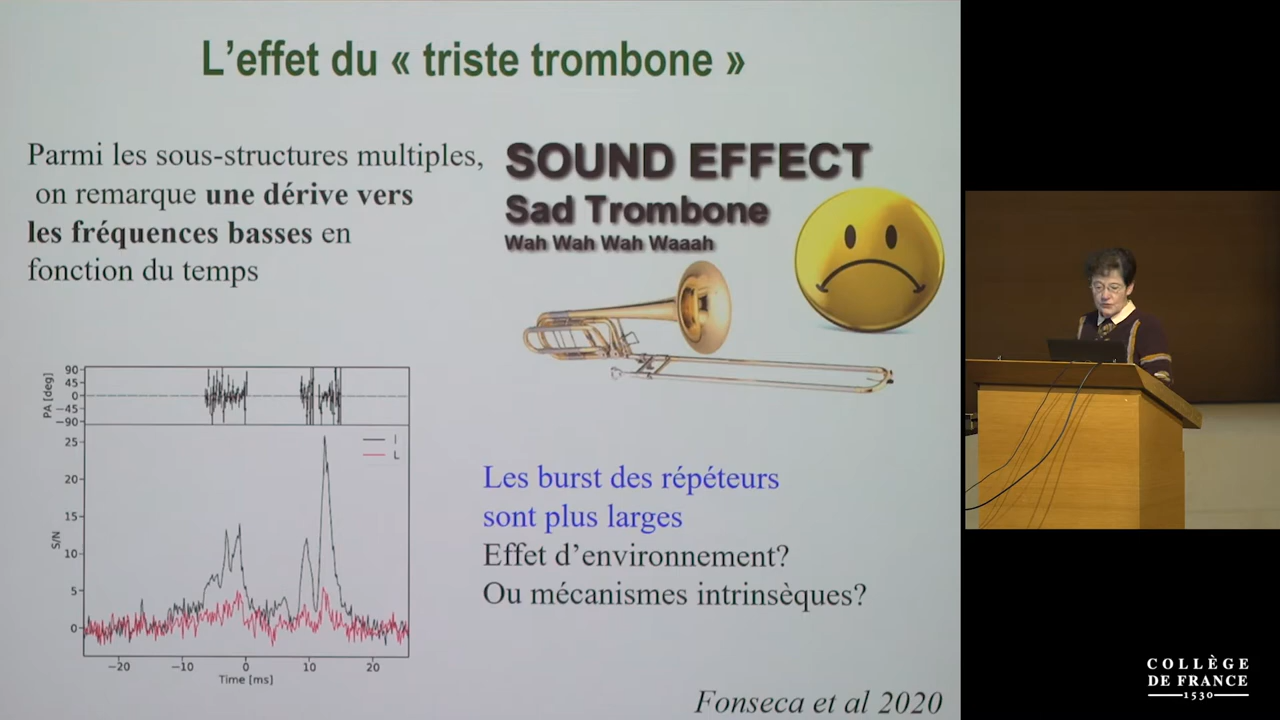 L'effet du « triste trombone »
Parmi les sous-structures multiples,
on remarque une dérive vers
les fréquences basses en
fonction du temps
SOUND EFFECT
Sad Trombone
Wah Wah Wah Waaah
PA [deg]
90
45
0
−45
−90
I
L
S/N
25
20
15
10
5
0
−20
−10
0
10
20
Time [ms]
Les burst des répéteurs
sont plus larges
Effet d'environnement?
Ou mécanismes intrinsèques?
Fonseca et al 2020
COLLÈGE
DE FRANCE
1530